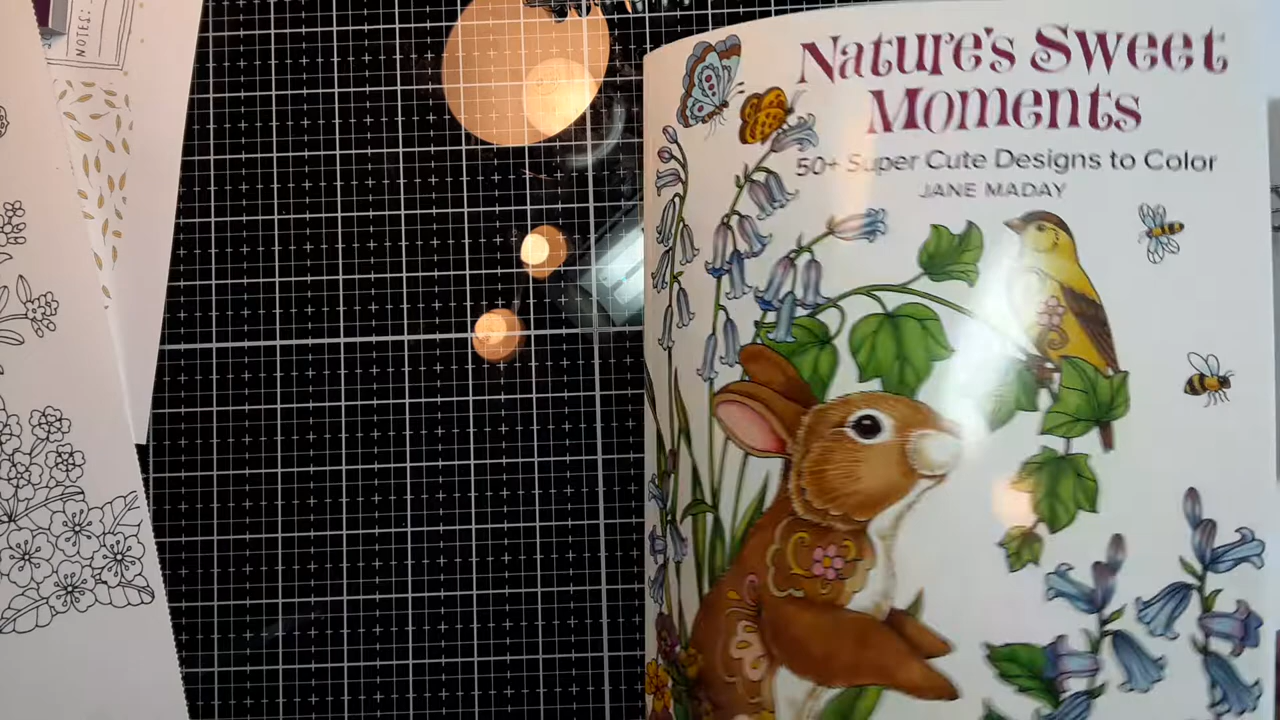 NOTES:
Nature's Sweet
Moments
50+ Super Cute Designs to Color
JANE MADAY